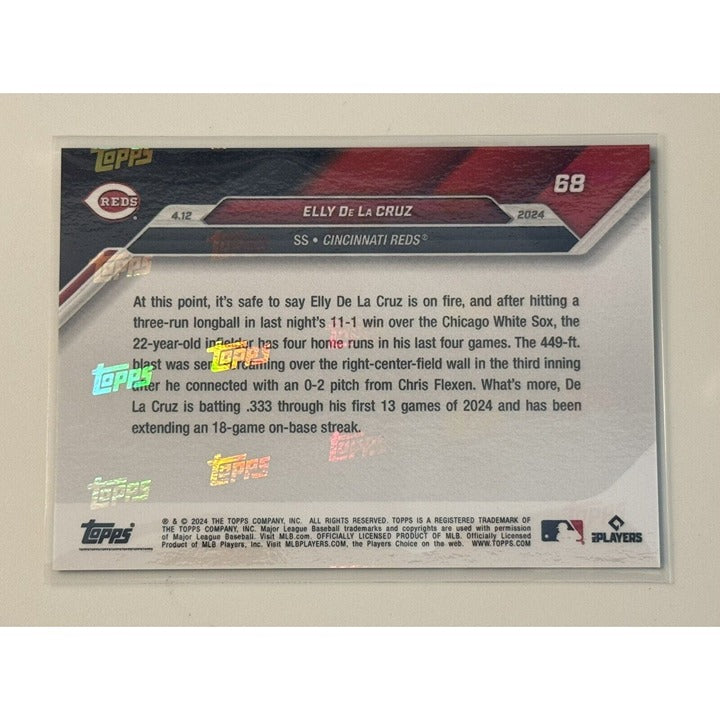 TOPPS
REDS
68
4.12
ELLY DE LA CRUZ
2024
SS • CINCINNATI REDS®
TOPPS
At this point, it's safe to say Elly De La Cruz is on fire, and after hitting a
three-run longball in last night's 11-1 win over the Chicago White Sox, the
22-year-old infielder has four home runs in his last four games. The 449-ft.
blast was sent screaming over the right-center-field wall in the third inning
after he connected with an 0-2 pitch from Chris Flexen. What's more, De
La Cruz is batting .333 through his first 13 games of 2024 and has been
extending an 18-game on-base streak.
TOPPS
TOPPS
TOPPS
TOPPS
TOPPS
TOPPS
® & © 2024 THE TOPPS COMPANY, INC. ALL RIGHTS RESERVED. TOPPS IS A REGISTERED TRADEMARK OF
THE TOPPS COMPANY, INC. Major League Baseball trademarks and copyrights are used with permission
of Major League Baseball. Visit MLB.com. OFFICIALLY LICENSED PRODUCT OF MLB. Officially Licensed
Product of MLB Players, Inc. Visit MLBPLAYERS.COM, the Players Choice on the web. WWW.TOPPS.COM
PLAYERS